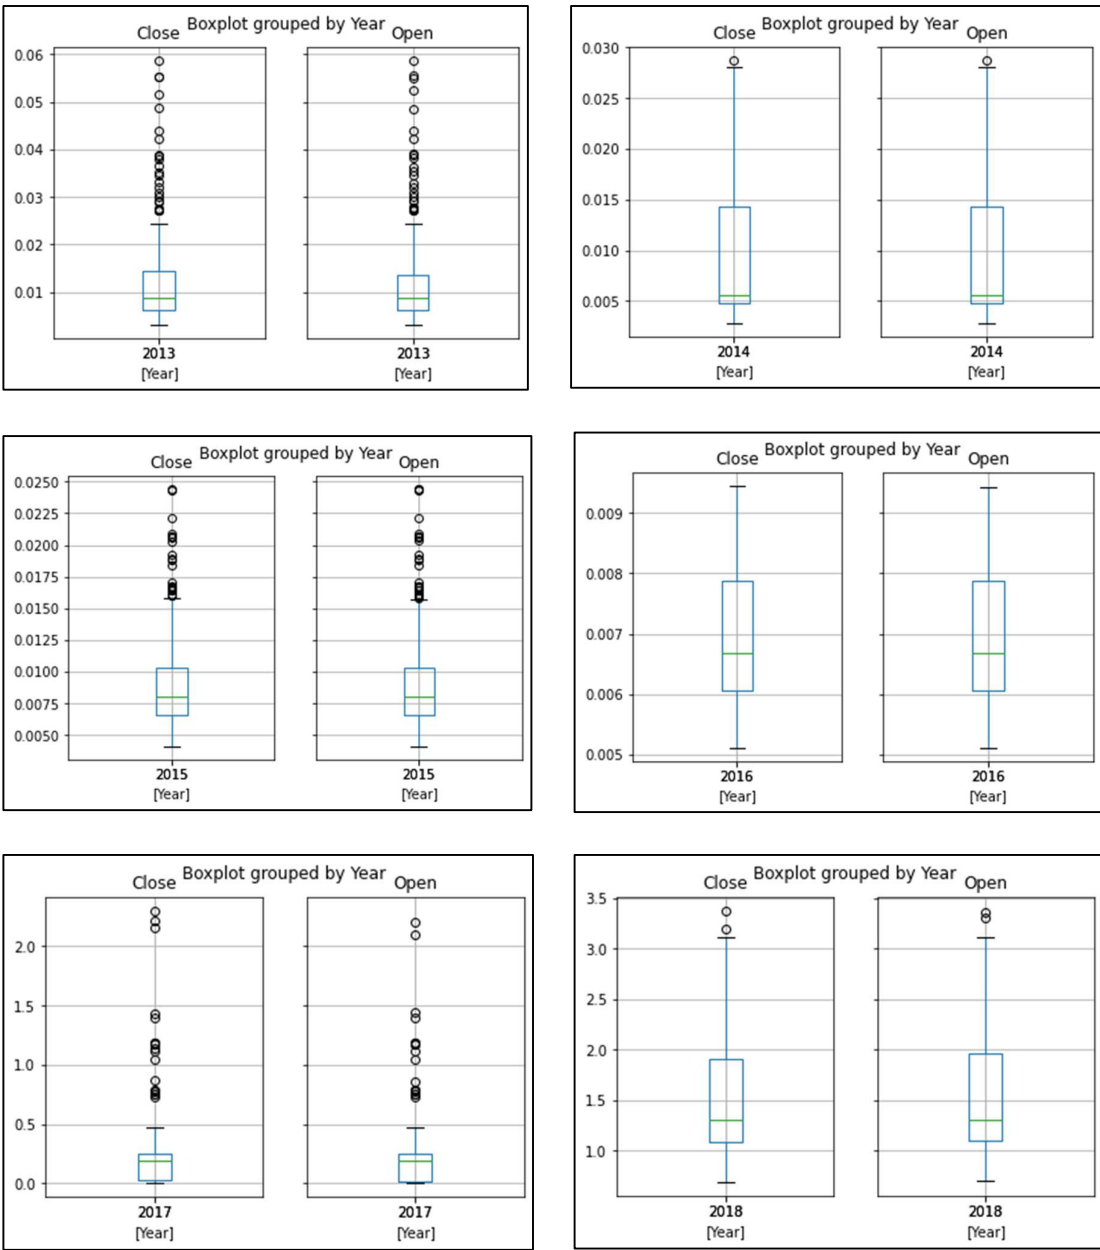 Boxplot grouped by Year
Close Open
0.06
0.05
0.04
0.03
0.02
0.01
2013 2013
[Year] [Year]
Boxplot grouped by Year
Close Open
0.030
0.025
0.020
0.015
0.010
0.005
2014 2014
[Year] [Year]
Boxplot grouped by Year
Close Open
0.0250
0.0225
0.0200
0.0175
0.0150
0.0125
0.0100
0.0075
0.0050
2015 2015
[Year] [Year]
Boxplot grouped by Year
Close Open
0.009
0.008
0.007
0.006
0.005
2016 2016
[Year] [Year]
Boxplot grouped by Year
Close Open
2.0
1.5
1.0
0.5
0.0
2017 2017
[Year] [Year]
Boxplot grouped by Year
Close Open
3.5
3.0
2.5
2.0
1.5
1.0
2018 2018
[Year] [Year]